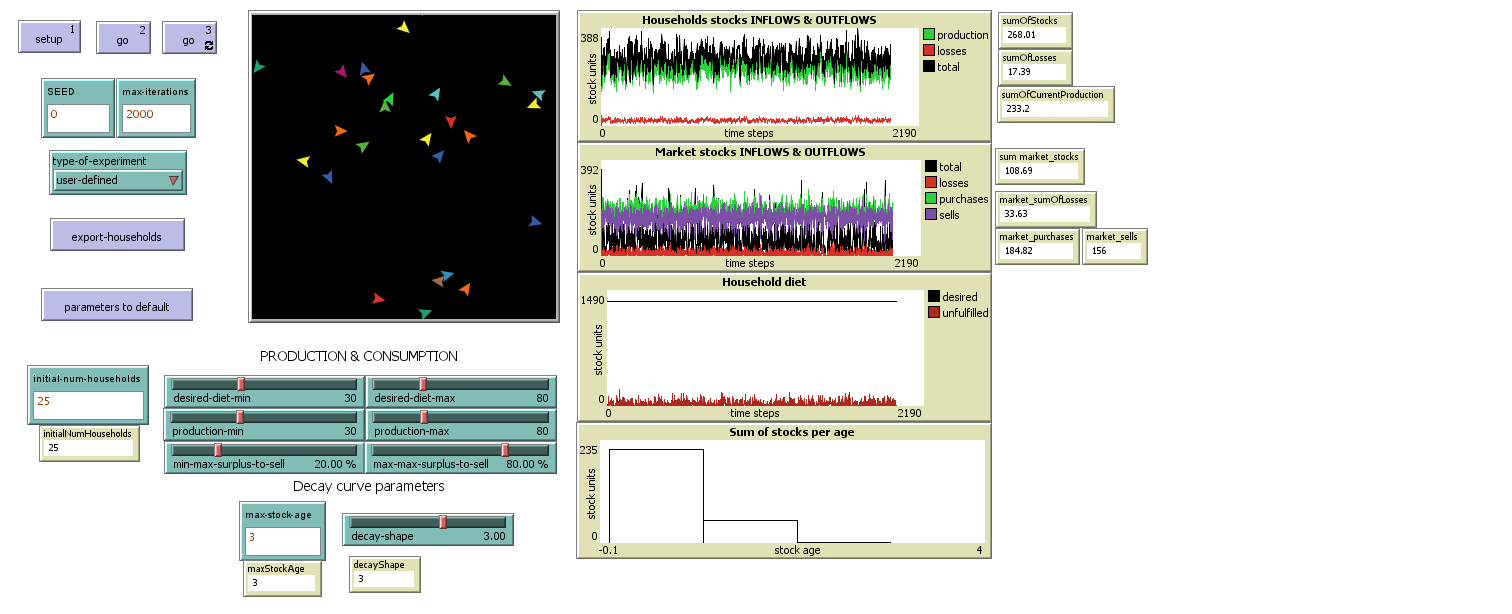 setup 1
go 2
go 3
SEED
0
max-iterations
2000
type-of-experiment
user-defined
export-households
parameters to default
PRODUCTION & CONSUMPTION
initial-num-households
25
initialNumHouseholds
25
desired-diet-min 30
desired-diet-max 80
production-min 30
production-max 80
min-max-surplus-to-sell 20.00 %
max-max-surplus-to-sell 80.00 %
Decay curve parameters
max-stock-age
3
maxStockAge
3
decay-shape 3.00
decayShape
3
Households stocks INFLOWS & OUTFLOWS
388
stock units
0
0
time steps
2190
production
losses
total
sumOfStocks
268.01
sumOfLosses
17.39
sumOfCurrentProduction
233.2
Market stocks INFLOWS & OUTFLOWS
392
stock units
0
0
time steps
2190
total
losses
purchases
sells
sum market_stocks
108.69
market_sumOfLosses
33.63
market_purchases
184.82
market_sells
156
Household diet
1490
stock units
0
0
time steps
2190
desired
unfulfilled
Sum of stocks per age
235
stock units
0
-0.1
stock age
4